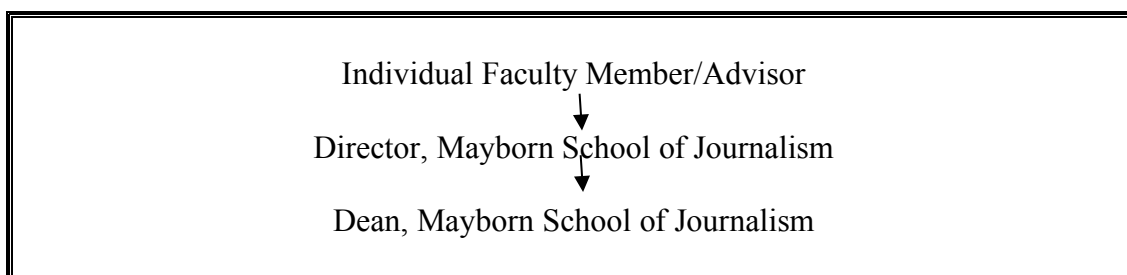 Individual Faculty Member/Advisor
Director, Mayborn School of Journalism
Dean, Mayborn School of Journalism